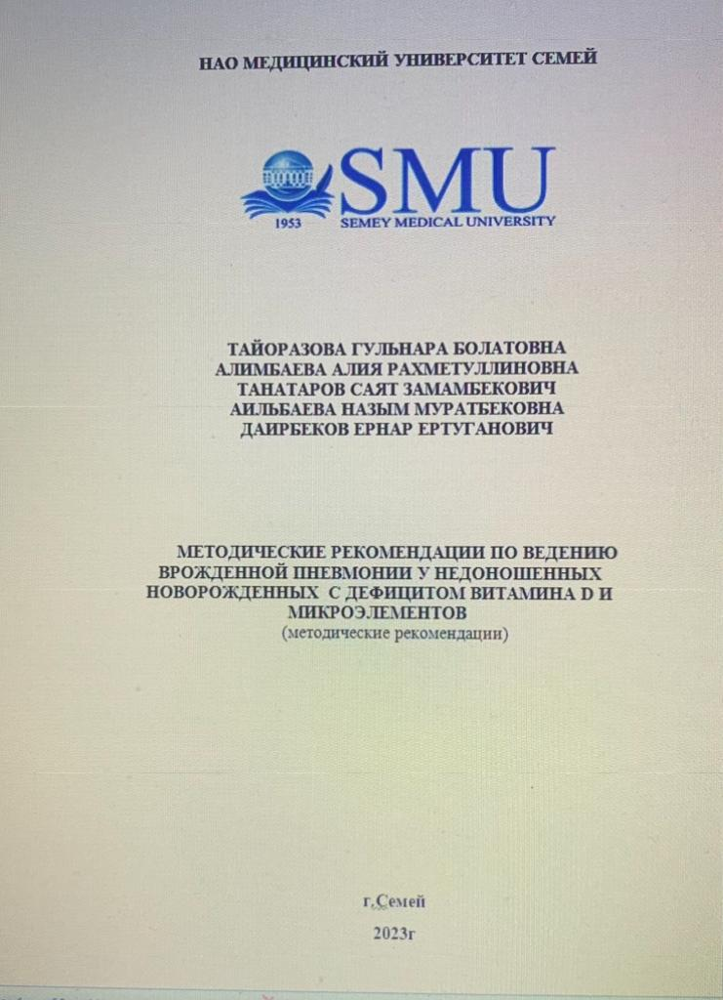 НАО МЕДИЦИНСКИЙ УНИВЕРСИТЕТ СЕМЕЙ
SMU
1953
SEMEY MEDICAL UNIVERSITY
ТАЙОРАЗОВА ГУЛЬНАРА БОЛАТОВНА
АЛИМБАЕВА АЛИЯ РАХМЕТУЛЛИНОВНА
ТАНАТАРОВ САЯТ ЗАМАМБЕКОВИЧ
АИЛЬБАЕВА НАЗЫМ МУРАТБЕКОВНА
ДАИРБЕКОВ ЕРНАР ЕРТУГАНОВИЧ
МЕТОДИЧЕСКИЕ РЕКОМЕНДАЦИИ ПО ВЕДЕНИЮ
ВРОЖДЕННОЙ ПНЕВМОНИИ У НЕДОНОШЕННЫХ
НОВОРОЖДЕННЫХ С ДЕФИЦИТОМ ВИТАМИНА D И
МИКРОЭЛЕМЕНТОВ
(методические рекомендации)
г.Семей
2023г